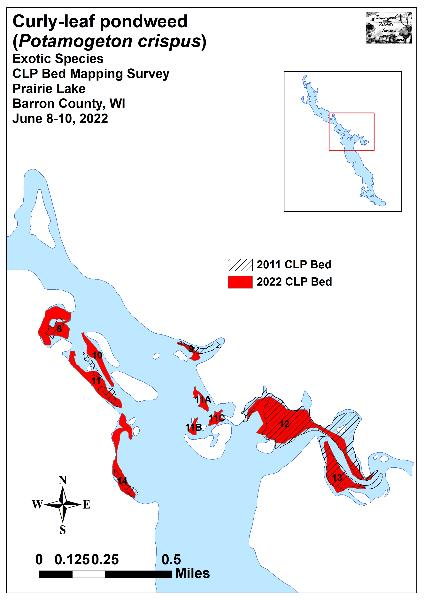 Curly-leaf pondweed
(Potamogeton crispus)
Exotic Species
CLP Bed Mapping Survey
Prairie Lake
Barron County, WI
June 8-10, 2022
2011 CLP Bed
2022 CLP Bed
10
11
11A
11B
11C
12
13
14
N
W E
S
0 0.125 0.25 0.5
Miles